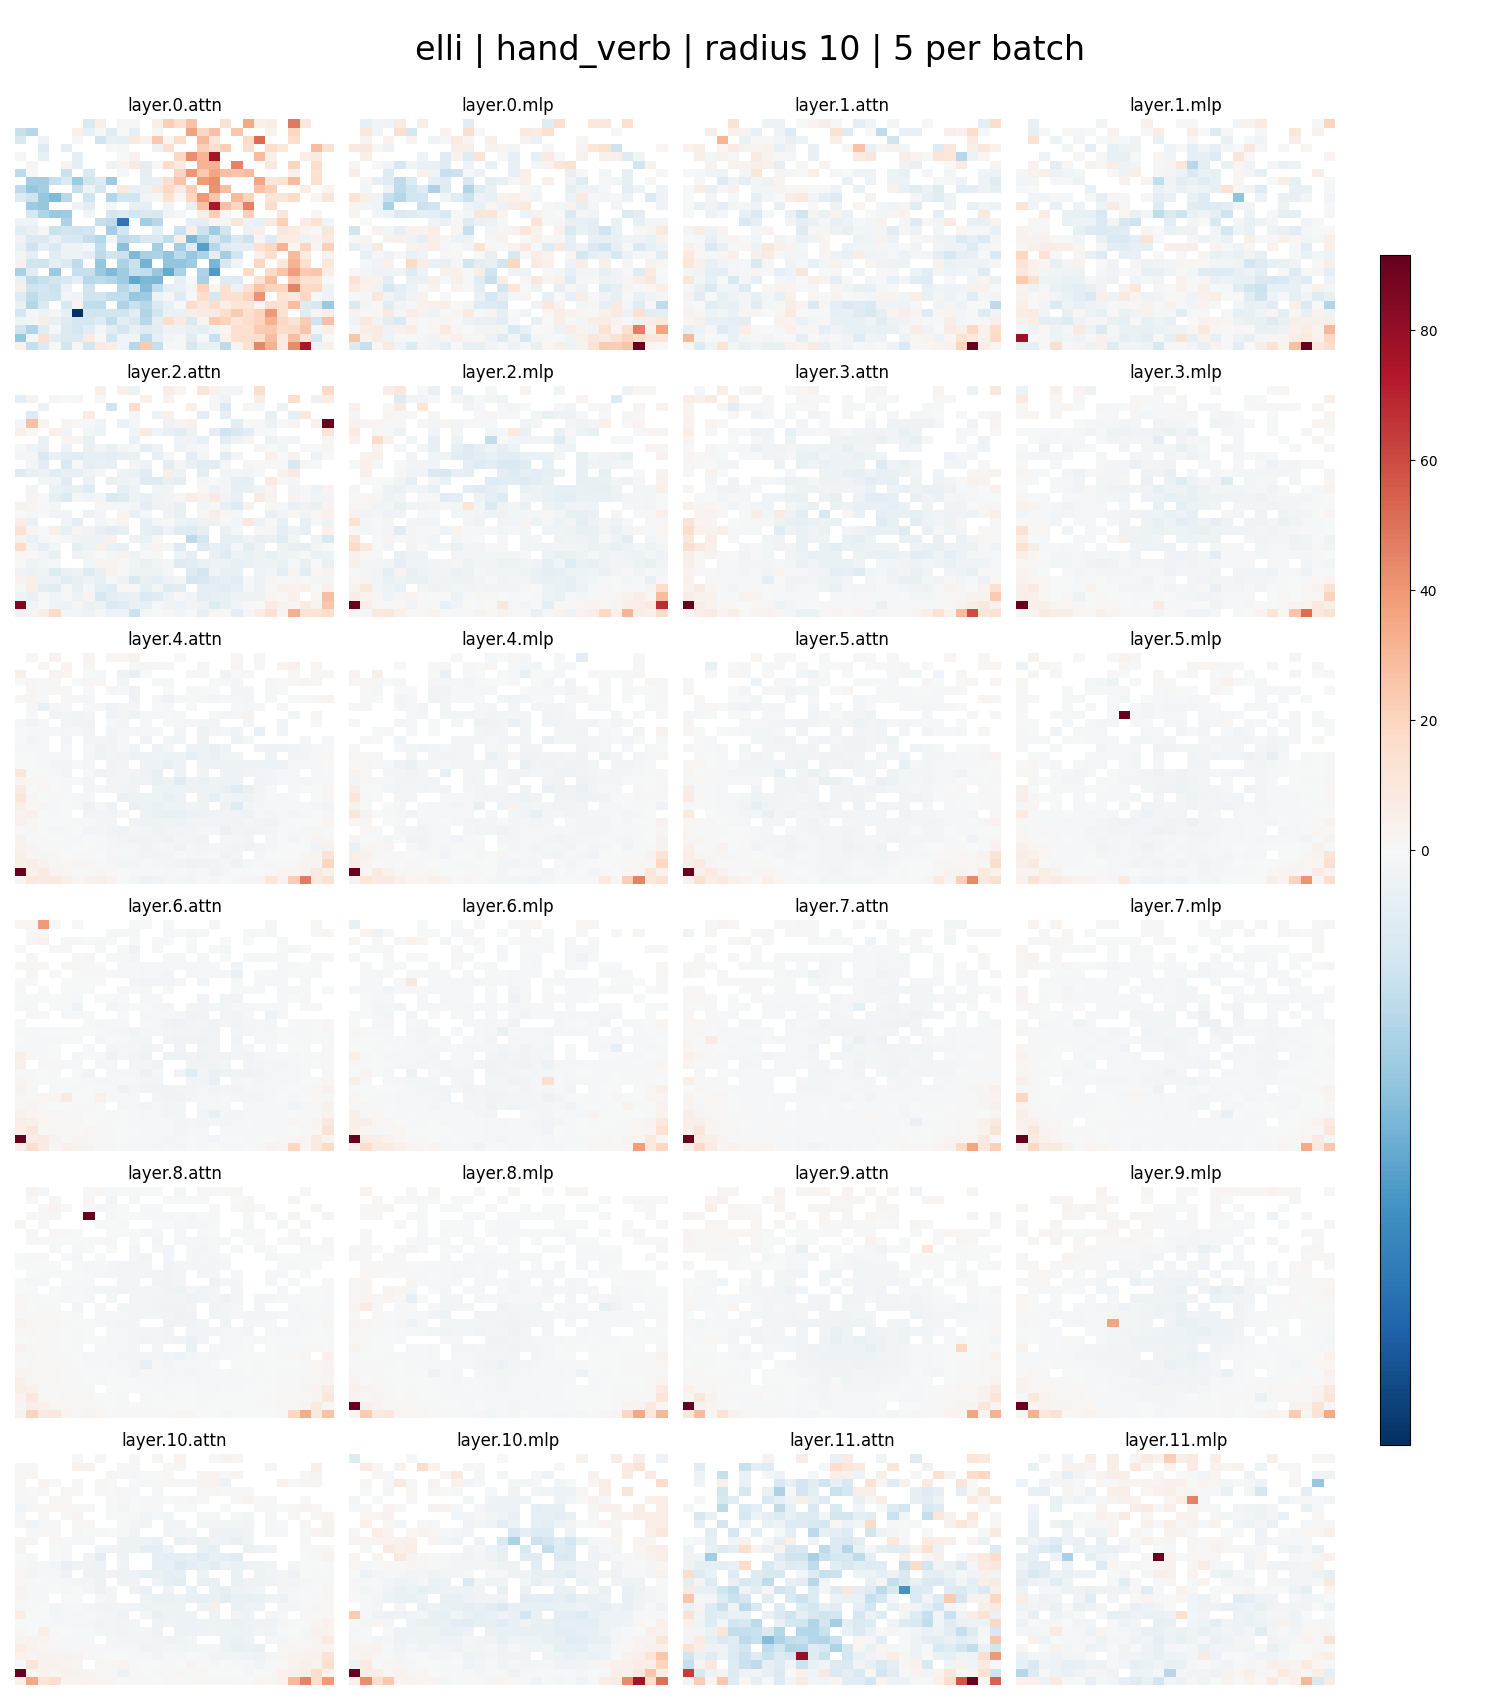 elli | hand_verb | radius 10 | 5 per batch
layer.0.attn layer.0.mlp layer.1.attn layer.1.mlp
layer.2.attn layer.2.mlp layer.3.attn layer.3.mlp
layer.4.attn layer.4.mlp layer.5.attn layer.5.mlp
layer.6.attn layer.6.mlp layer.7.attn layer.7.mlp
layer.8.attn layer.8.mlp layer.9.attn layer.9.mlp
layer.10.attn layer.10.mlp layer.11.attn layer.11.mlp
80
60
40
20
0